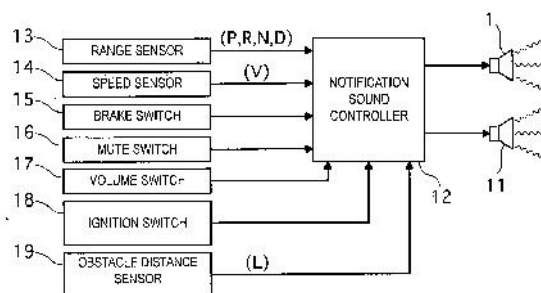 13 RANGE SENSOR (P,R,N,D)
14 SPEED SENSOR (V)
15 BRAKE SWITCH
16 MUTE SWITCH
17 VOLUME SWITCH
18 IGNITION SWITCH
19 OBSTACLE DISTANCE
SENSOR (L)
NOTIFICATION
SOUND
CONTROLLER
12
1
11